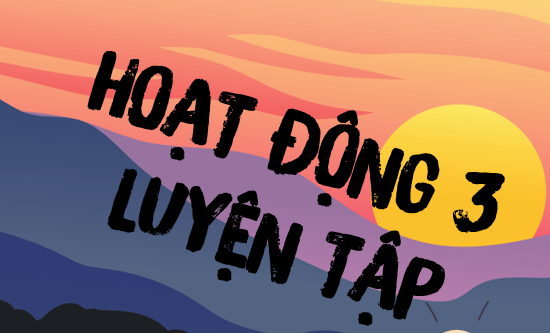 HOẠT ĐỘNG 3
LUYỆN TẬP